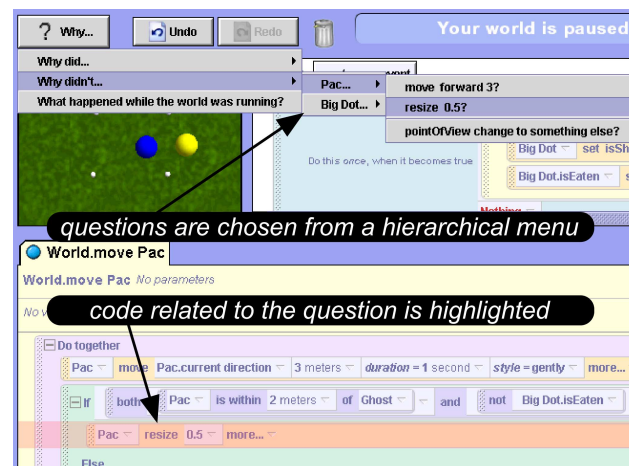 ? Why... Undo Redo Your world is paused
Why did...
Why didn't...
What happened while the world was running?
Pac...
Big Dot...
move forward 3?
resize 0.5?
pointOfView change to something else?
Do this once, when it becomes true
Big Dot set
Big Dot.isEaten
Nothing
questions are chosen from a hierarchical menu
World.move Pac
World.move Pac No parameters
code related to the question is highlighted
Do together
Pac move Pac.current direction 3 meters duration = 1 second style = gently more...
If both Pac is within 2 meters of Ghost and not Big Dot.isEaten
Pac resize 0.5 more...
Else